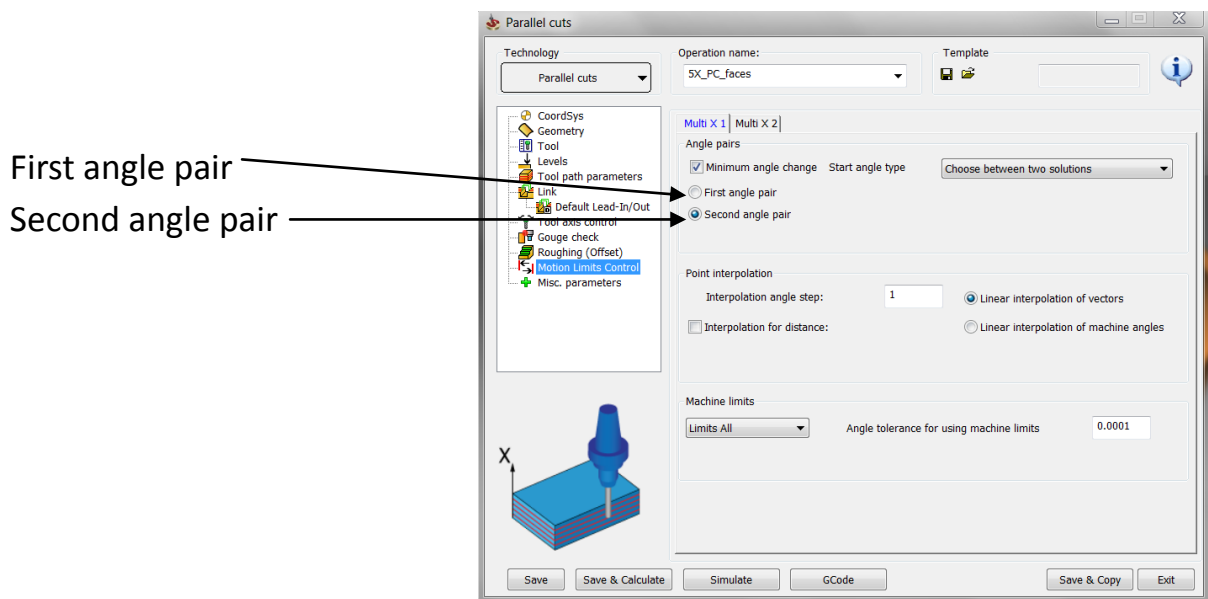 First angle pair
Second angle pair
Parallel cuts
Technology
Parallel cuts
Operation name:
5X_PC_faces
Template
CoordSys
Geometry
Tool
Levels
Tool path parameters
Link
Default Lead-In/Out
Tool axis control
Gouge check
Roughing (Offset)
Motion Limits Control
Misc. parameters
Multi X 1 Multi X 2
Angle pairs
Minimum angle change Start angle type Choose between two solutions
First angle pair
Second angle pair
Point interpolation
Interpolation angle step: 1 Linear interpolation of vectors
Interpolation for distance: Linear interpolation of machine angles
Machine limits
Limits All Angle tolerance for using machine limits 0.0001
X
Save Save & Calculate Simulate GCode Save & Copy Exit